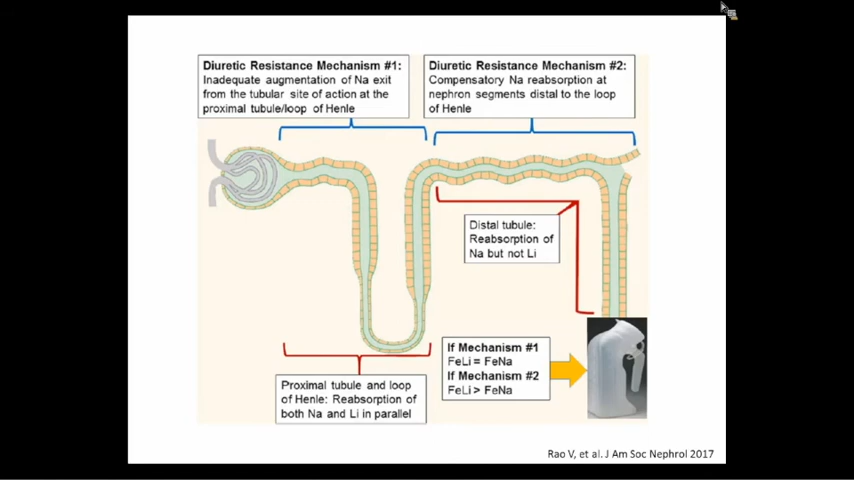 Diuretic Resistance Mechanism #1:
Inadequate augmentation of Na exit
from the tubular site of action at the
proximal tubule/loop of Henle
Diuretic Resistance Mechanism #2:
Compensatory Na reabsorption at
nephron segments distal to the loop
of Henle
Distal tubule:
Reabsorption of
Na but not Li
If Mechanism #1
FeLi = FeNa
If Mechanism #2
FeLi > FeNa
Proximal tubule and loop
of Henle: Reabsorption of
both Na and Li in parallel
Rao V, et al. J Am Soc Nephrol 2017